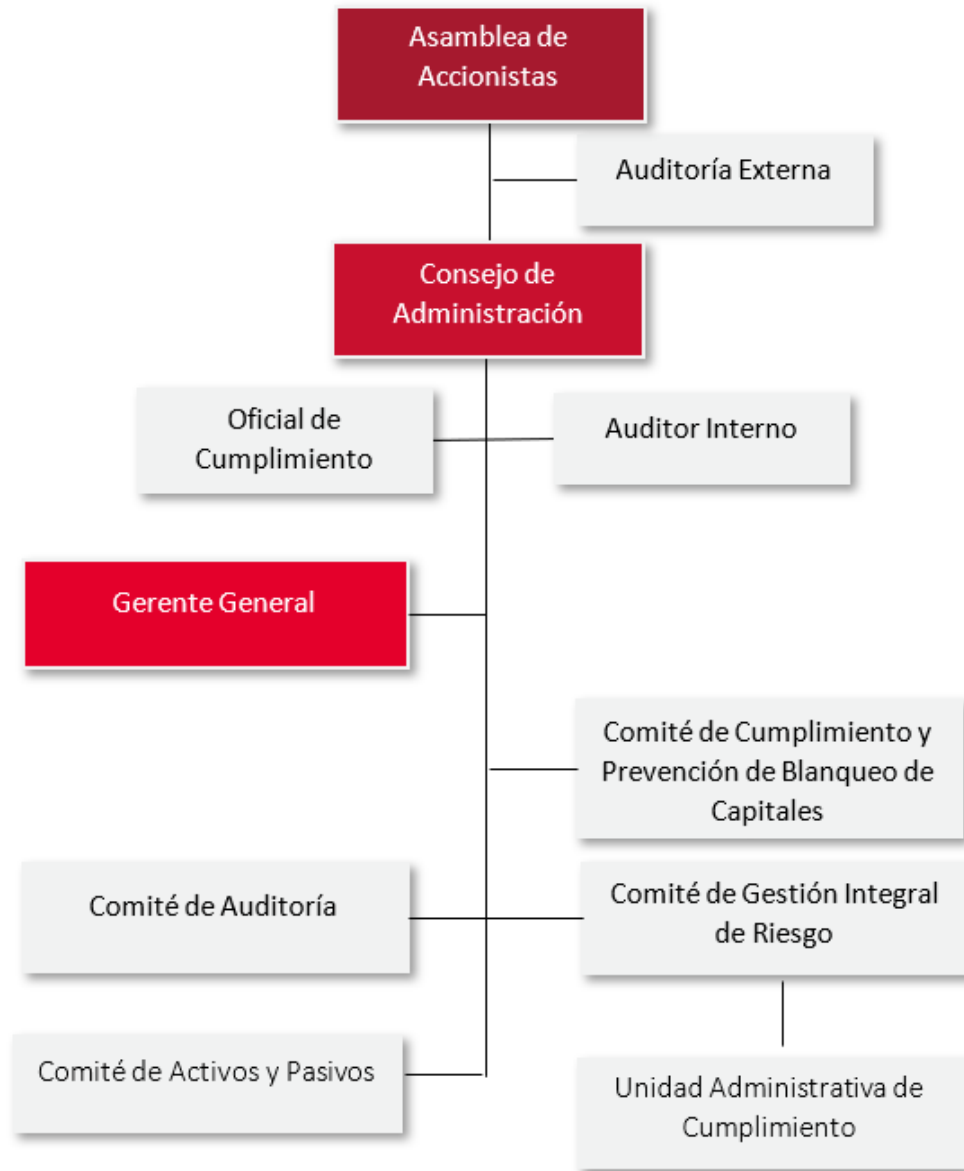 Asamblea de
Accionistas
Auditoría Externa
Consejo de
Administración
Oficial de
Cumplimiento
Auditor Interno
Gerente General
Comité de Cumplimiento y
Prevención de Blanqueo de
Capitales
Comité de Auditoría
Comité de Gestión Integral
de Riesgo
Comité de Activos y Pasivos
Unidad Administrativa de
Cumplimiento